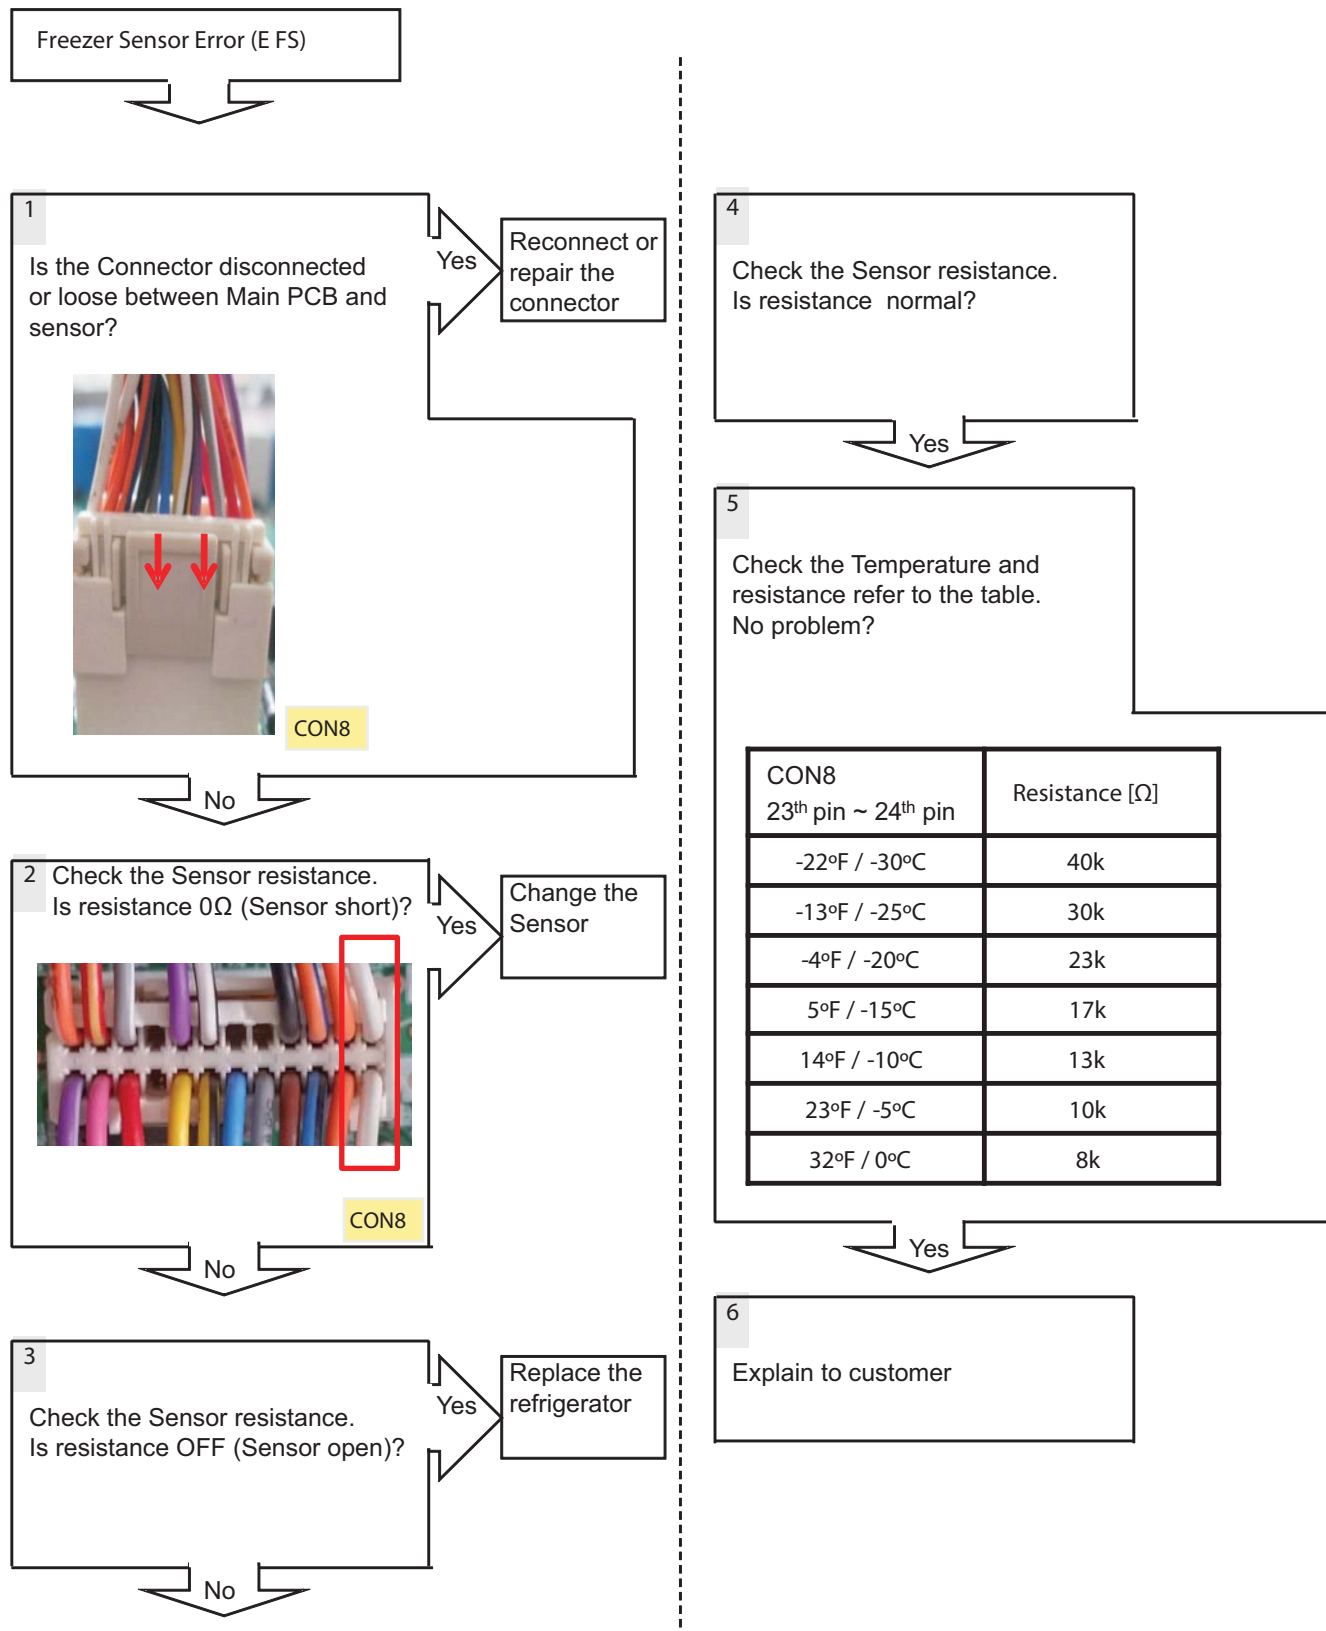 Freezer Sensor Error (E FS)
1
Is the Connector disconnected
or loose between Main PCB and
sensor?
Yes
Reconnect or
repair the
connector
CON8
No
2
Check the Sensor resistance.
Is resistance 0Ω (Sensor short)?
Yes
Change the
Sensor
CON8
No
3
Check the Sensor resistance.
Is resistance OFF (Sensor open)?
Yes
Replace the
refrigerator
No
4
Check the Sensor resistance.
Is resistance normal?
Yes
5
Check the Temperature and
resistance refer to the table.
No problem?
CON8
23th pin ~ 24th pin
Resistance [Ω]
-22ºF / -30ºC 40k
-13ºF / -25ºC 30k
-4ºF / -20ºC 23k
5ºF / -15ºC 17k
14ºF / -10ºC 13k
23ºF / -5ºC 10k
32ºF / 0ºC 8k
Yes
6
Explain to customer